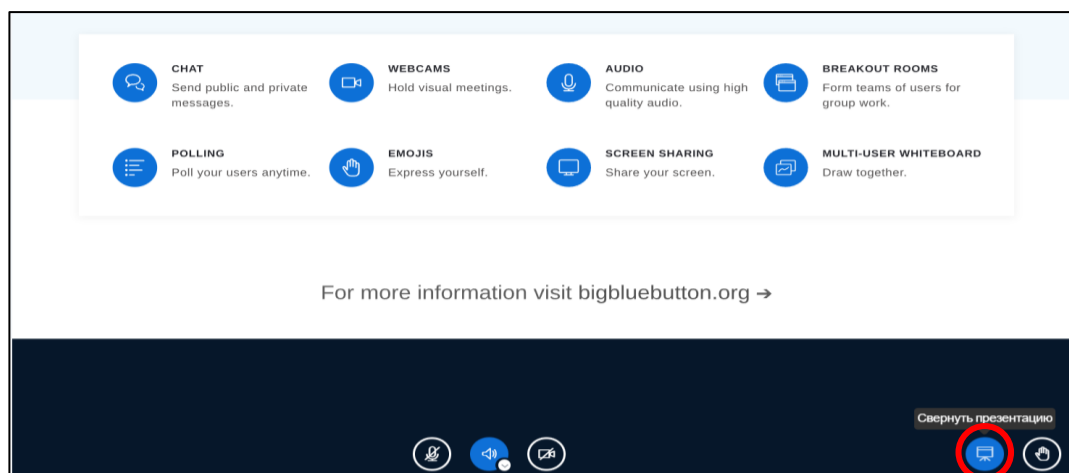 CHAT
Send public and private
messages.
WEBCAMS
Hold visual meetings.
AUDIO
Communicate using high
quality audio.
BREAKOUT ROOMS
Form teams of users for
group work.
POLLING
Poll your users anytime.
EMOJIS
Express yourself.
SCREEN SHARING
Share your screen.
MULTI-USER WHITEBOARD
Draw together.
For more information visit bigbluebutton.org ➔
Свернуть презентацию